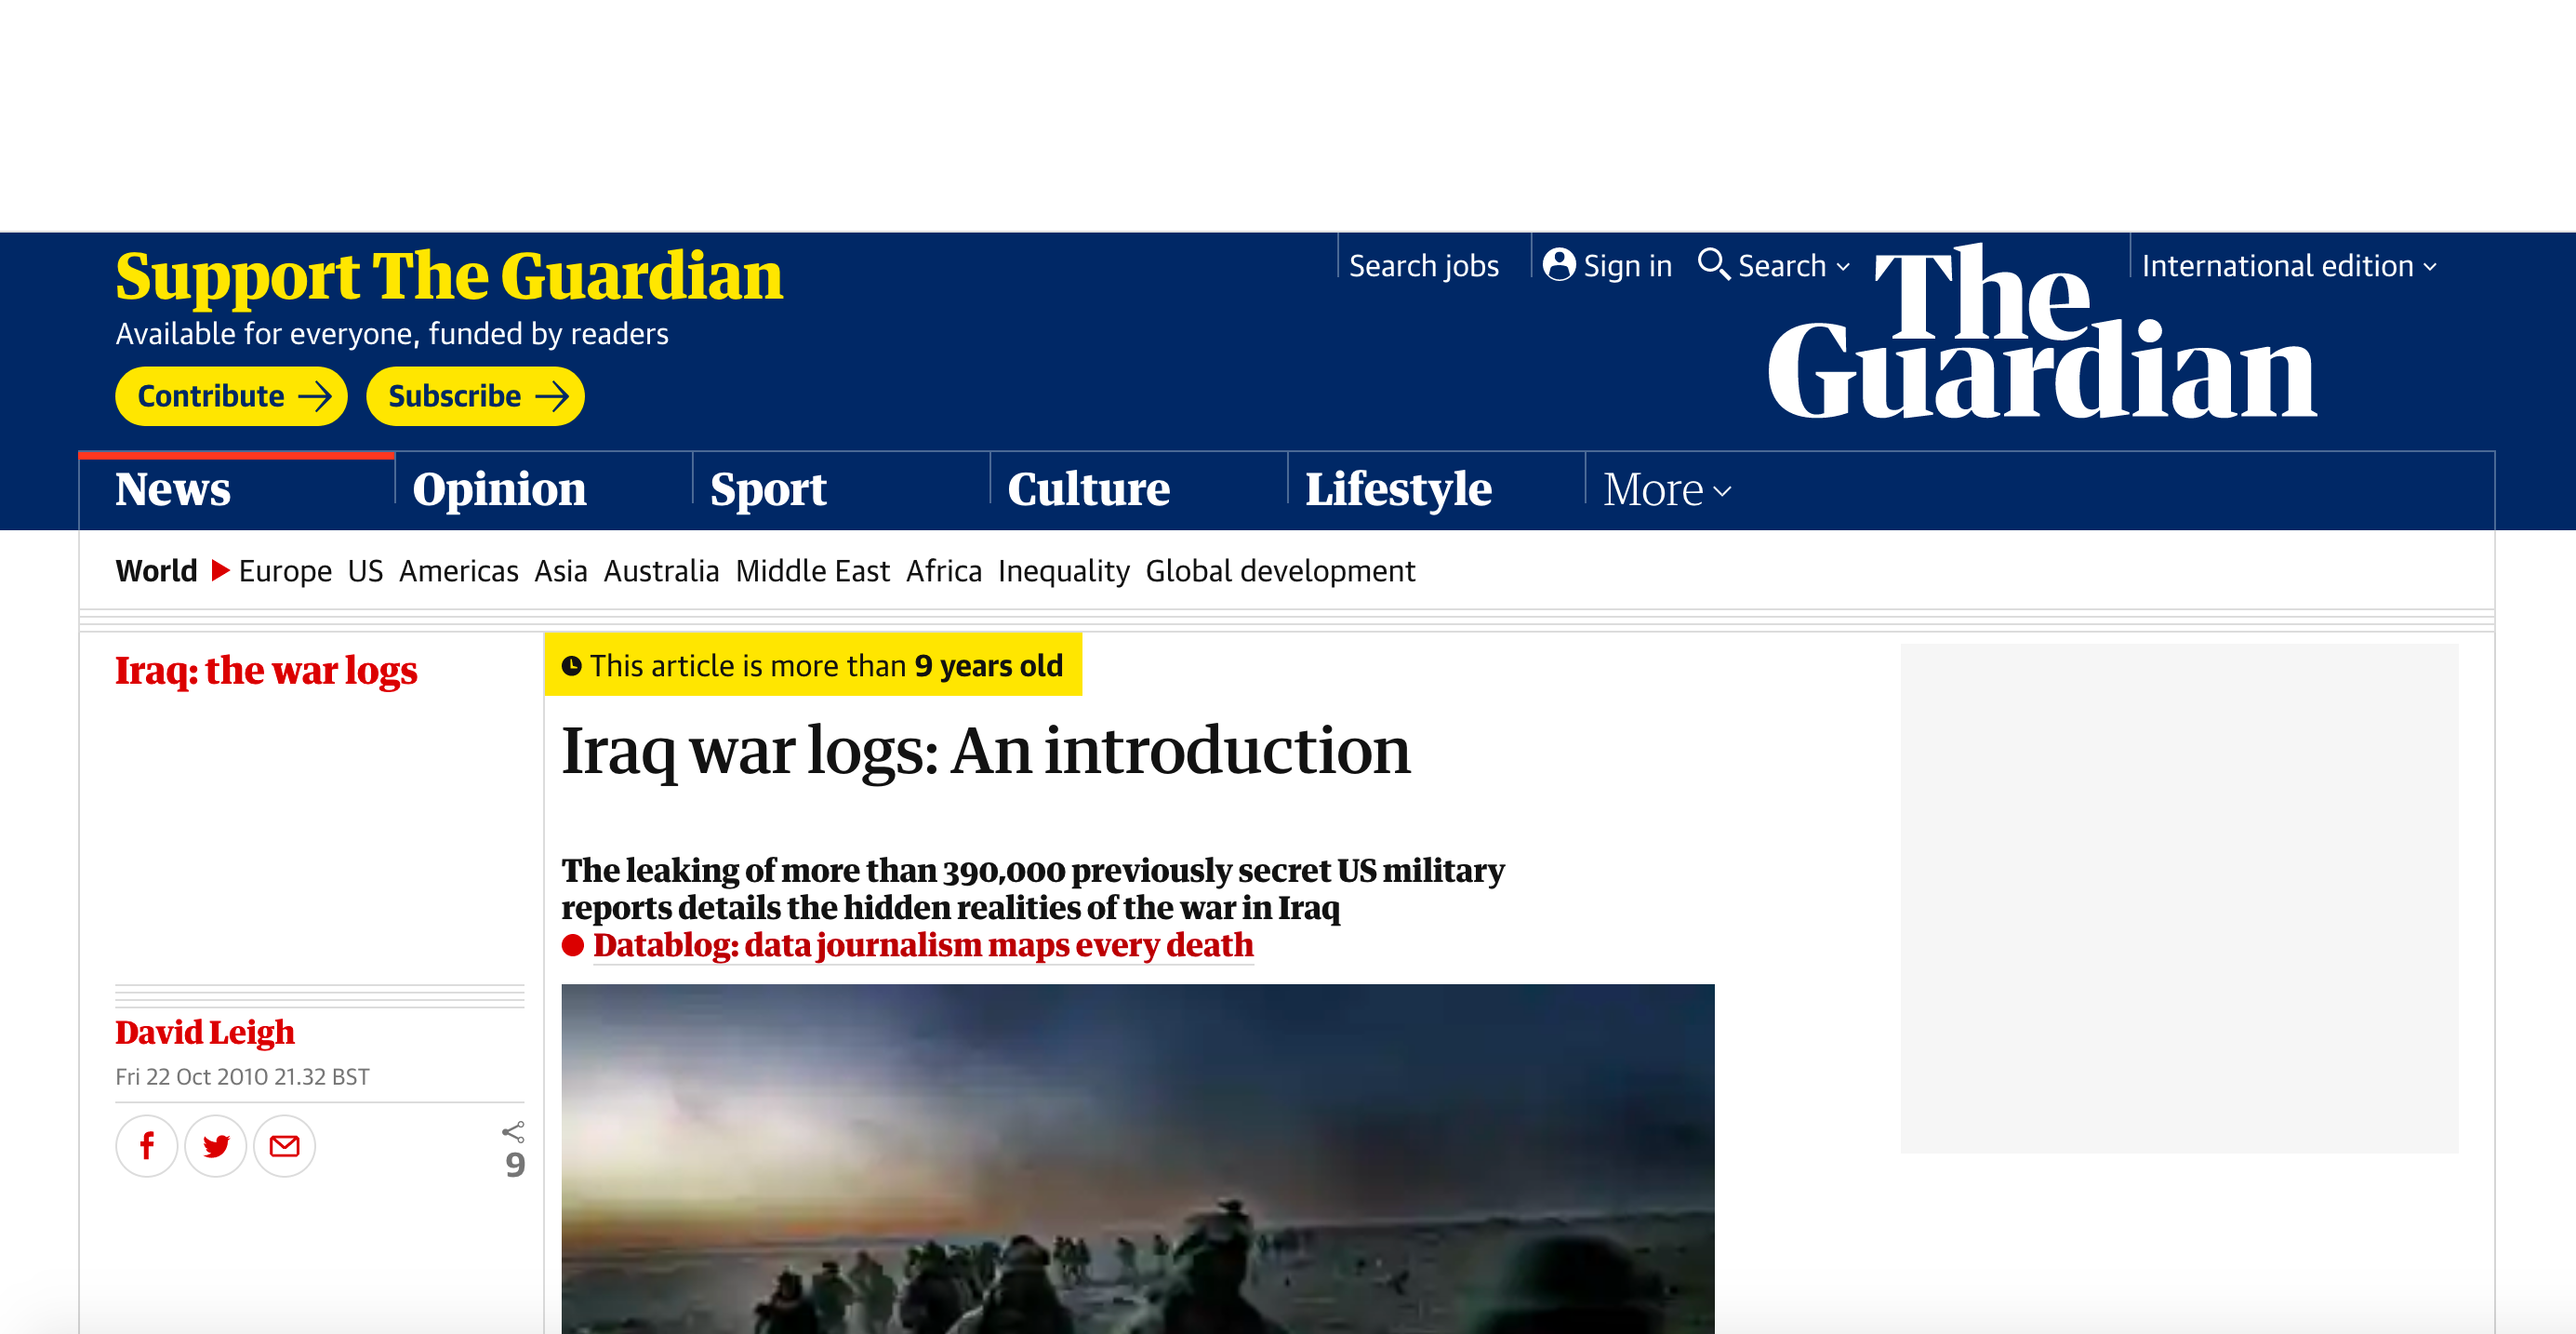 Support The Guardian
Available for everyone, funded by readers
Contribute
Subscribe
Search jobs
Sign in
Search
International edition
The
Guardian
News
Opinion
Sport
Culture
Lifestyle
More
World Europe US Americas Asia Australia Middle East Africa Inequality Global development
Iraq: the war logs
This article is more than 9 years old
Iraq war logs: An introduction
The leaking of more than 390,000 previously secret US military
reports details the hidden realities of the war in Iraq
Datablog: data journalism maps every death
David Leigh
Fri 22 Oct 2010 21.32 BST
9